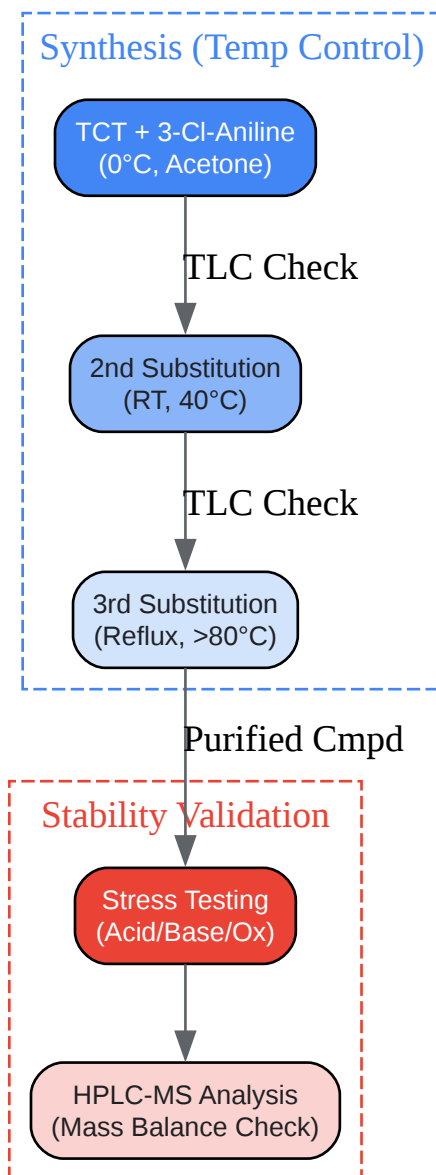 Synthesis (Temp Control)
TCT + 3-Cl-Aniline
(0°C, Acetone)
TLC Check
2nd Substitution
(RT, 40°C)
TLC Check
3rd Substitution
(Reflux, >80°C)
Purified Cmpd
Stability Validation
Stress Testing
(Acid/Base/Ox)
HPLC-MS Analysis
(Mass Balance Check)